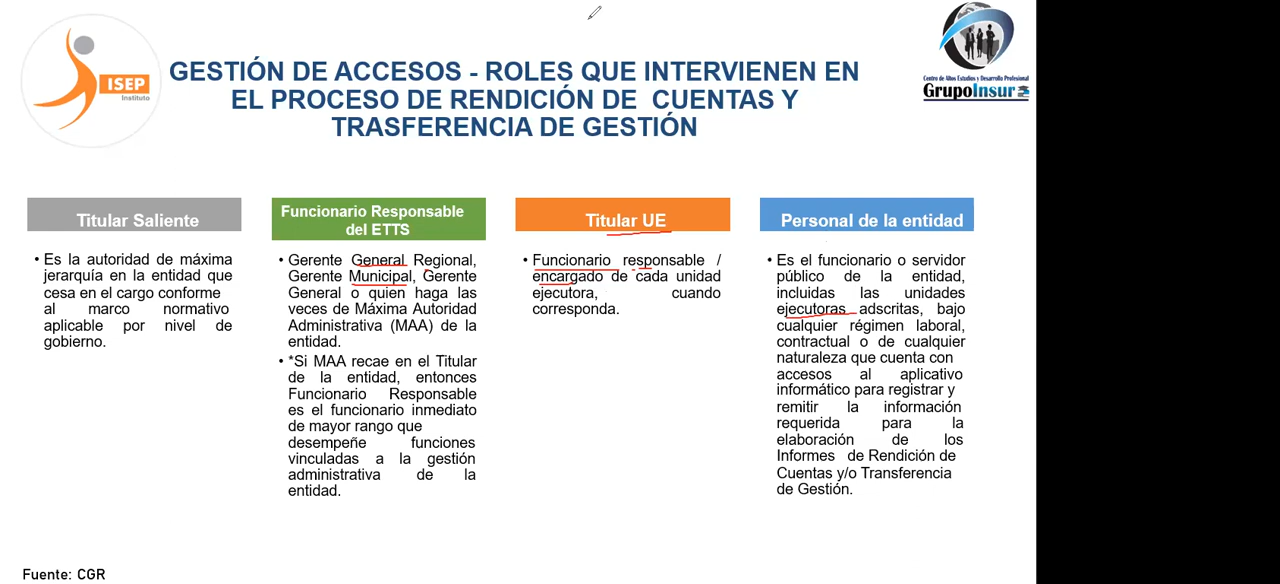 ISEP
Instituto
GESTIÓN DE ACCESOS - ROLES QUE INTERVIENEN EN
EL PROCESO DE RENDICIÓN DE CUENTAS Y
TRASFERENCIA DE GESTIÓN
Centro de Altos Estudios y Desarrollo Profesional
GrupoInsur
Titular Saliente
• Es la autoridad de máxima
jerarquía en la entidad que
cesa en el cargo conforme
al marco normativo
aplicable por nivel de
gobierno.
Funcionario Responsable
del ETTS
• Gerente General Regional,
Gerente Municipal, Gerente
General o quien haga las
veces de Máxima Autoridad
Administrativa (MAA) de la
entidad.
• *Si MAA recae en el Titular
de la entidad, entonces
Funcionario Responsable
es el funcionario inmediato
de mayor rango que
desempeñe funciones
vinculadas a la gestión
administrativa de la
entidad.
Titular UE
• Funcionario responsable /
encargado de cada unidad
ejecutora, cuando
corresponda.
Personal de la entidad
• Es el funcionario o servidor
público de la entidad,
incluidas las unidades
ejecutoras adscritas, bajo
cualquier régimen laboral,
contractual o de cualquier
naturaleza que cuenta con
accesos al aplicativo
informático para registrar y
remitir la información
requerida para la
elaboración de los
Informes de Rendición de
Cuentas y/o Transferencia
de Gestión.
Fuente: CGR